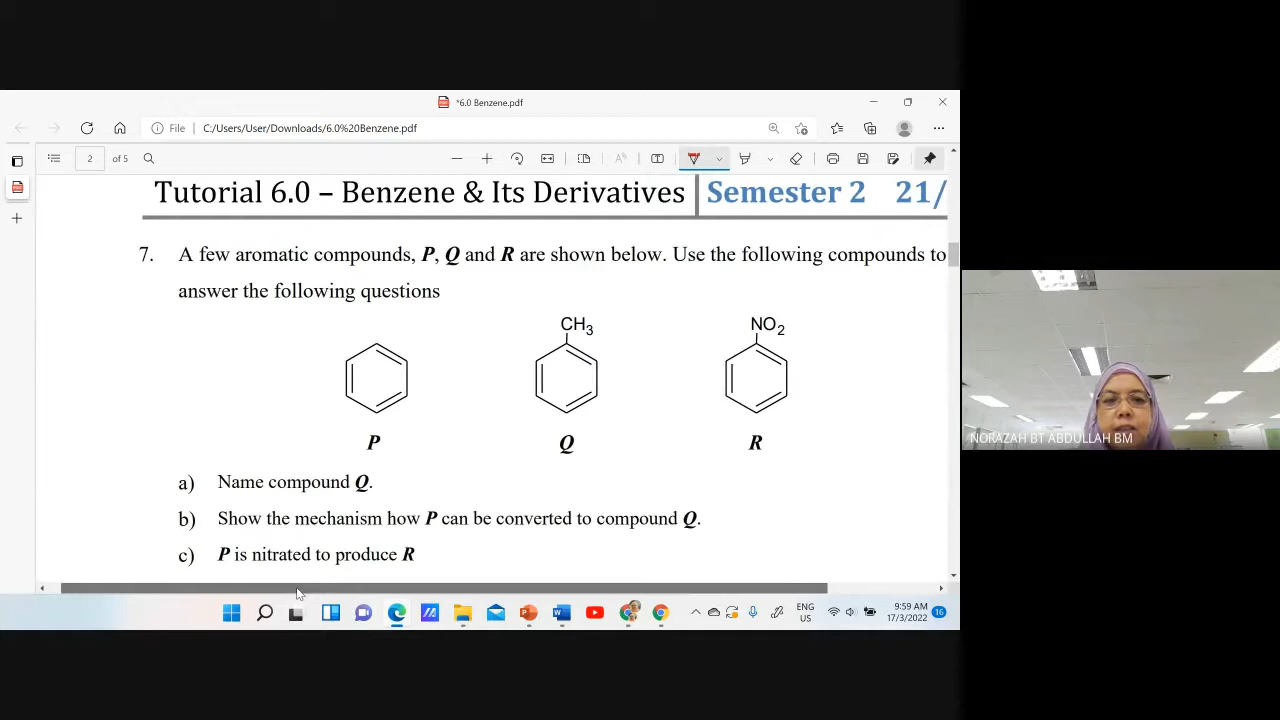 *6.0 Benzene.pdf
File C:/Users/User/Downloads/6.0%20Benzene.pdf
2 of 5
Tutorial 6.0 – Benzene & Its Derivatives Semester 2 21/
7. A few aromatic compounds, P, Q and R are shown below. Use the following compounds to
answer the following questions
CH3 NO2
P Q R
a) Name compound Q.
b) Show the mechanism how P can be converted to compound Q.
c) P is nitrated to produce R
NORAZAH BT ABDULLAH BM
ENG
US
9:59 AM
17/3/2022
16